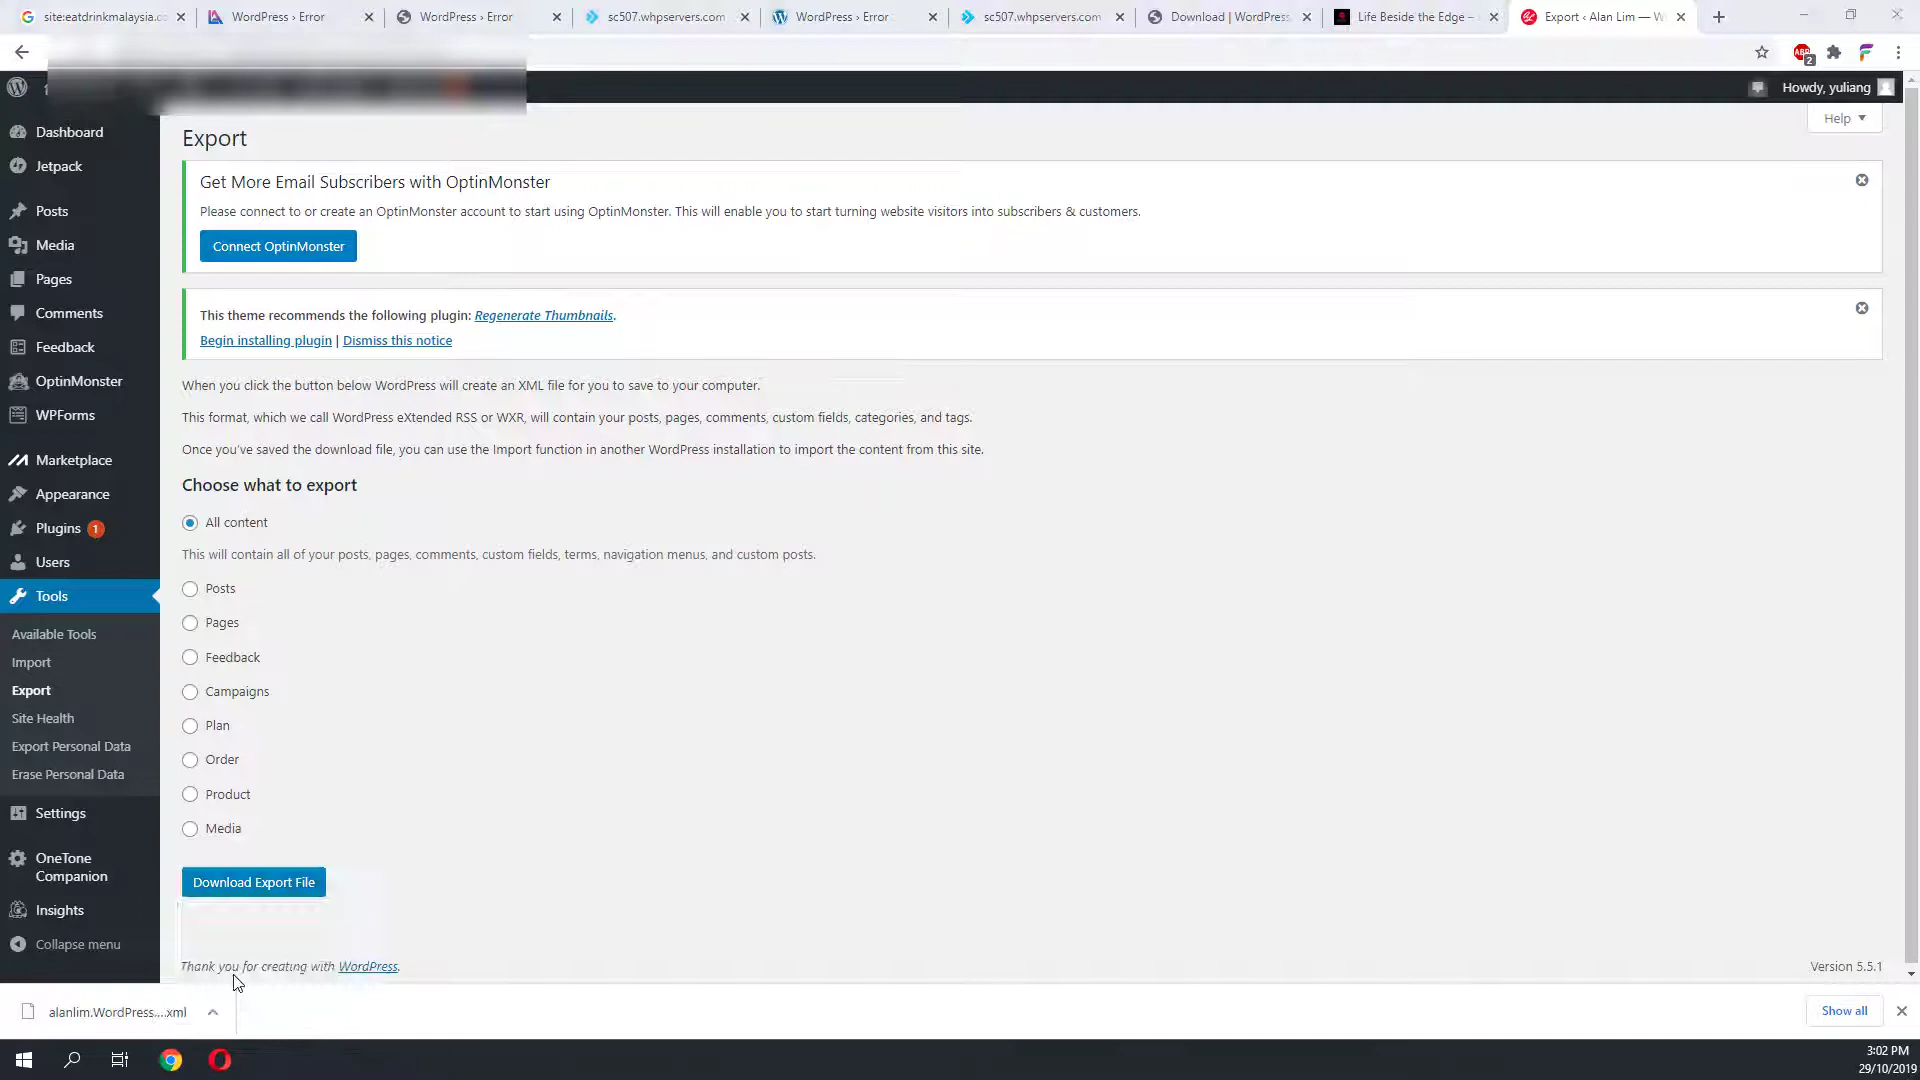 site:eatdrinkmalaysia.c
WordPress › Error
WordPress › Error
sc507.whpservers.com
WordPress › Error
sc507.whpservers.com
Download | WordPress
Life Beside the Edge –
Export ‹ Alan Lim — W
ABP
2
Howdy, yuliang
Help
Dashboard
Jetpack
Posts
Media
Pages
Comments
Feedback
OptinMonster
WPForms
Marketplace
Appearance
Plugins 1
Users
Tools
Available Tools
Import
Export
Site Health
Export Personal Data
Erase Personal Data
Settings
OneTone
Companion
Insights
Collapse menu
Export
Get More Email Subscribers with OptinMonster
Please connect to or create an OptinMonster account to start using OptinMonster. This will enable you to start turning website visitors into subscribers & customers.
Connect OptinMonster
This theme recommends the following plugin: Regenerate Thumbnails.
Begin installing plugin | Dismiss this notice
When you click the button below WordPress will create an XML file for you to save to your computer.
This format, which we call WordPress eXtended RSS or WXR, will contain your posts, pages, comments, custom fields, categories, and tags.
Once you've saved the download file, you can use the Import function in another WordPress installation to import the content from this site.
Choose what to export
All content
This will contain all of your posts, pages, comments, custom fields, terms, navigation menus, and custom posts.
Posts
Pages
Feedback
Campaigns
Plan
Order
Product
Media
Download Export File
Thank you for creating with WordPress.
Version 5.5.1
alanlim.WordPress....xml
Show all
3:02 PM
29/10/2019